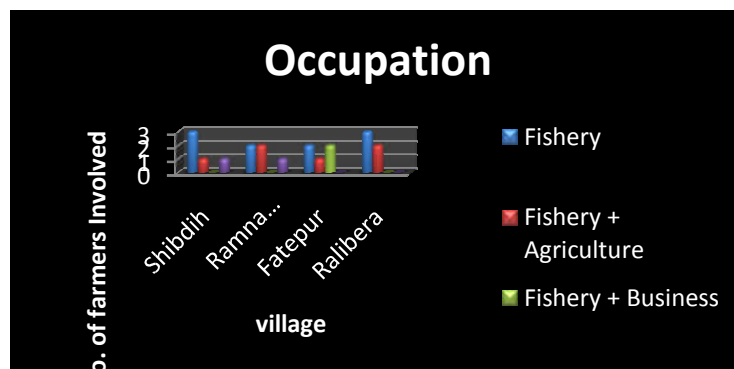 Occupation
o. of farmers Involved
3
2
1
0
Shibdih
Ramna...
Fatepur
Ralibera
village
Fishery
Fishery +
Agriculture
Fishery + Business